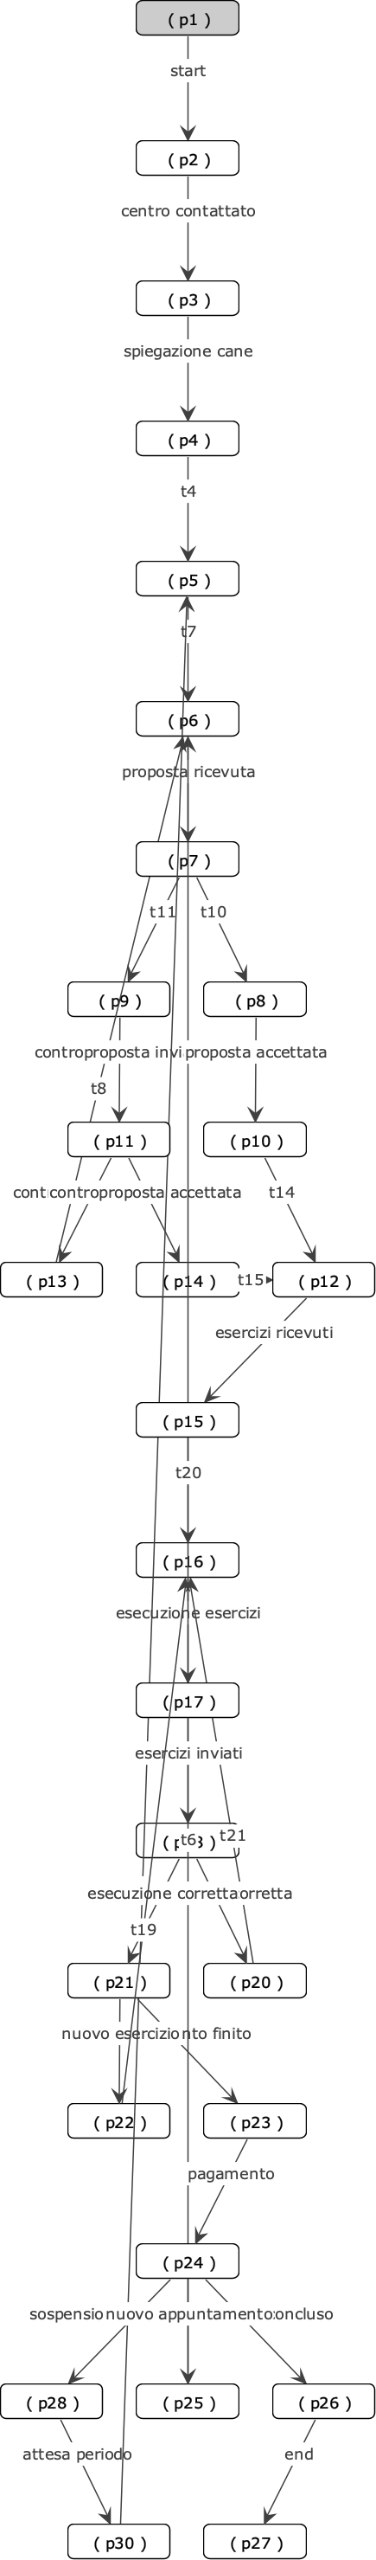 ( p1 )
start
( p2 )
centro contattato
( p3 )
spiegazione cane
( p4 )
t4
( p5 )
t7
( p6 )
proposta ricevuta
( p7 )
t11 t10
( p9 ) ( p8 )
controproposta invi proposta accettata
t8
( p11 ) ( p10 )
cont controproposta accettata t14
( p13 ) ( p14 ) t15 ( p12 )
esercizi ricevuti
( p15 )
t20
( p16 )
esecuzione esercizi
( p17 )
esercizi inviati
t6 t21
esecuzione corretta orretta
t19
( p21 ) ( p20 )
nuovo esercizio nto finito
( p22 ) ( p23 )
pagamento
( p24 )
sospensio nuovo appuntamento oncluso
( p28 ) ( p25 ) ( p26 )
attesa periodo end
( p30 ) ( p27 )